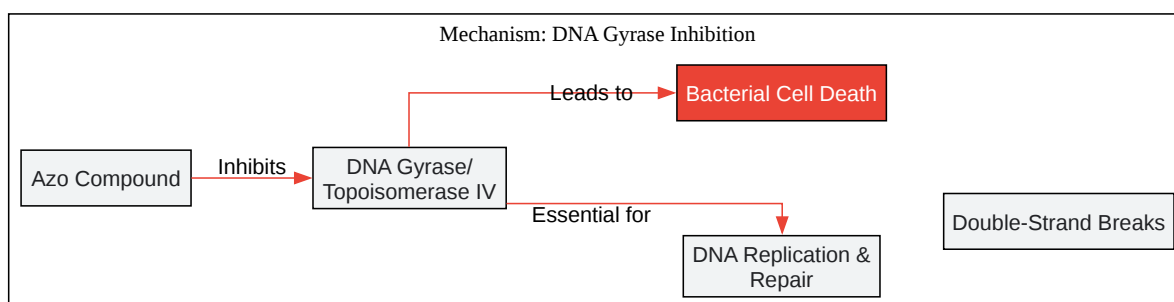 Mechanism: DNA Gyrase Inhibition
Leads to
Bacterial Cell Death
Azo Compound
Inhibits
DNA Gyrase/
Topoisomerase IV
Essential for
DNA Replication &
Repair
Double-Strand Breaks